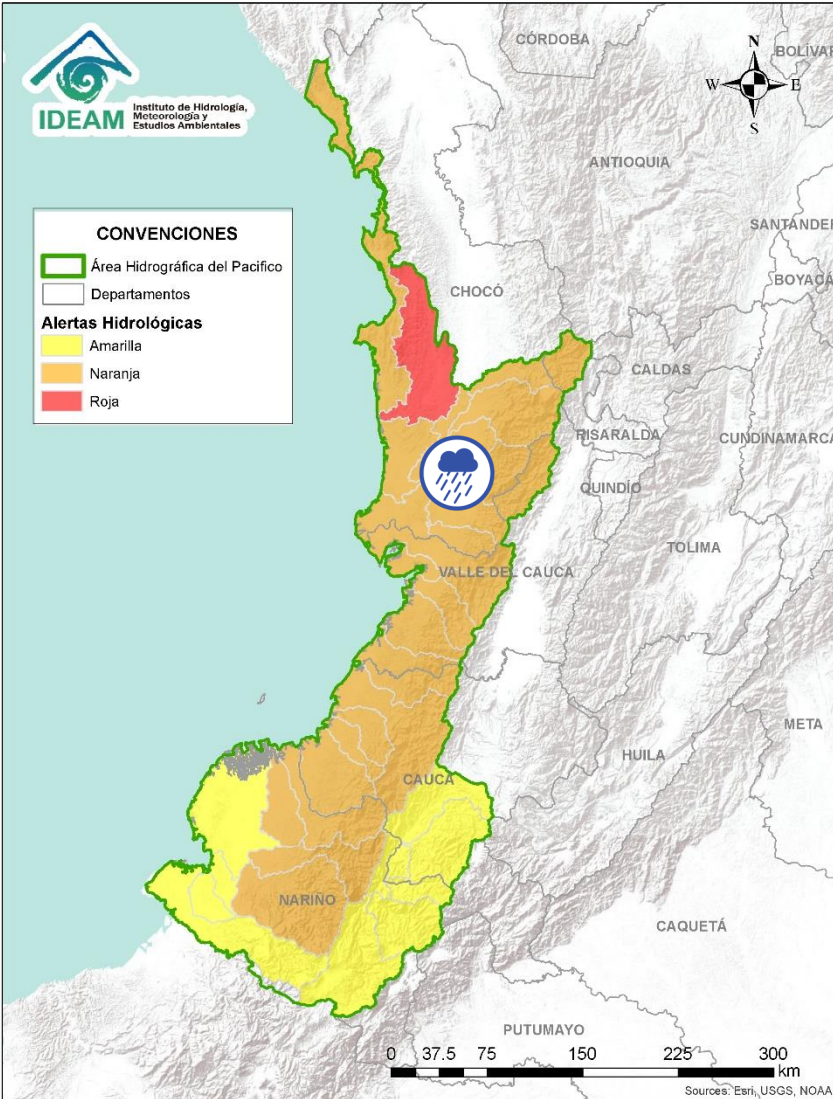 IDEAM
Instituto de Hidrología,
Meteorología y
Estudios Ambientales
N
W
E
S
CÓRDOBA
BOLÍVAR
ANTIOQUIA
SANTANDER
BOYACÁ
CHOCÓ
CONVENCIONES
Área Hidrográfica del Pacifico
Departamentos
Alertas Hidrológicas
Amarilla
Naranja
Roja
CALDAS
RISARALDA
CUNDINAMARCA
QUINDÍO
TOLIMA
VALLE DEL CAUCA
META
HUILA
CAUCA
NARIÑO
CAQUETÁ
PUTUMAYO
0 37.5 75 150 225 300
km
Sources: Esri, USGS, NOAA